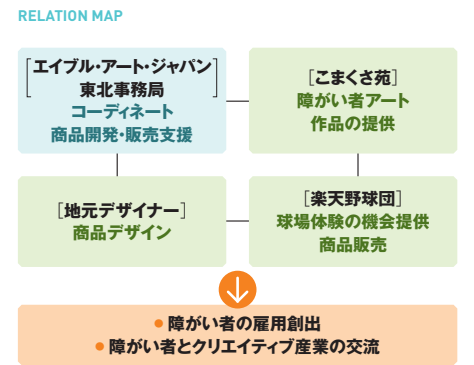 RELATION MAP
[エイブル・アート・ジャパン]
東北事務局
コーディネート
商品開発・販売支援
[こまくさ苑]
障がい者アート
作品の提供
[地元デザイナー]
商品デザイン
[楽天野球団]
球場体験の機会提供
商品販売
● 障がい者の雇用創出
● 障がい者とクリエイティブ産業の交流